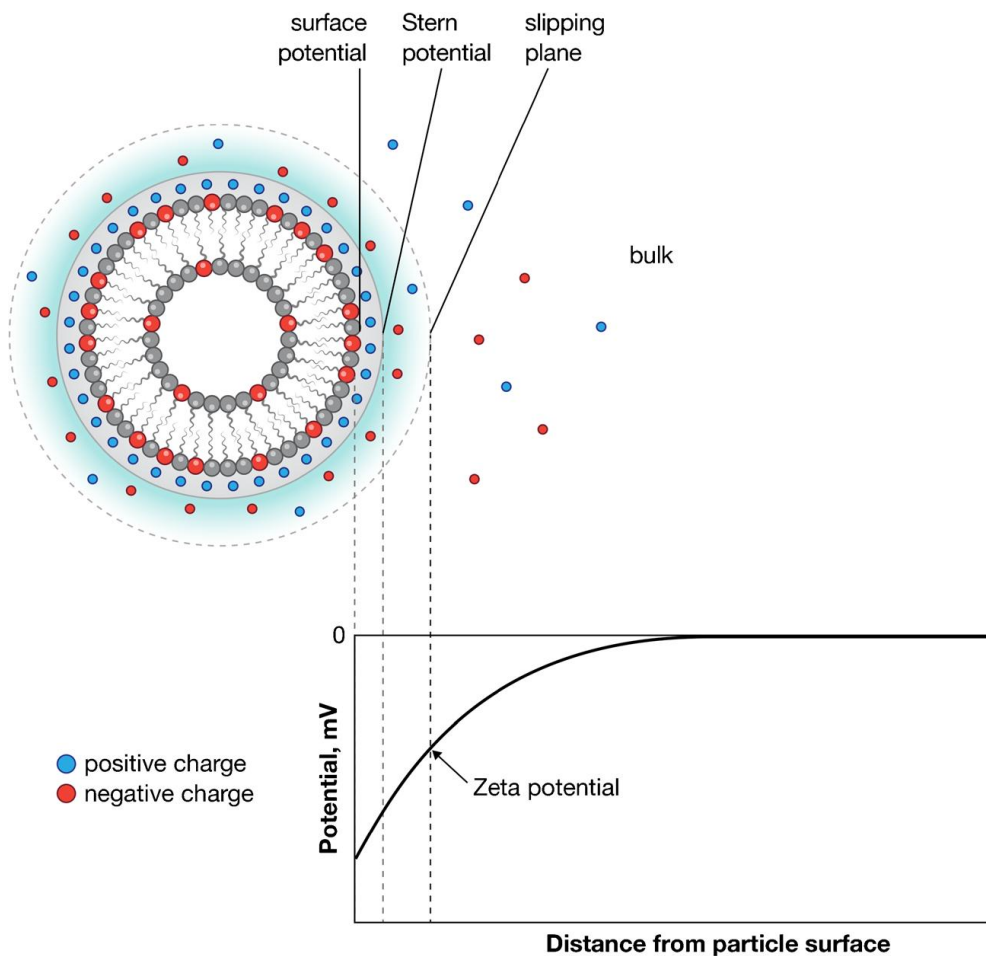 surface
potential
Stern
potential
slipping
plane
bulk
0
Potential, mV
Zeta potential
positive charge
negative charge
Distance from particle surface